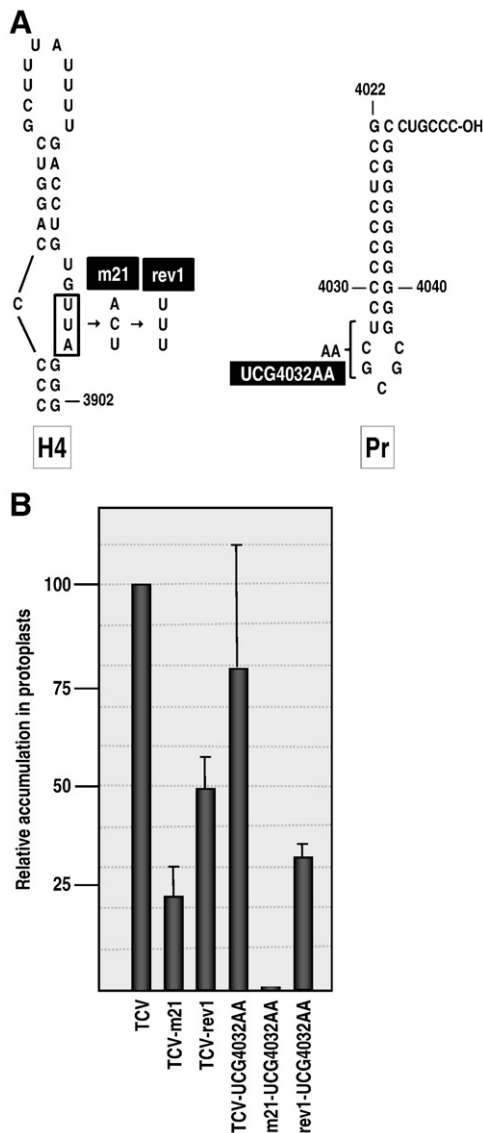 A
U A
U U
U U
C U
G U
C G
U A
G C
G C
A U
C G
U
G
C
U
U
A
C G
C G
C G — 3902
m21
rev1
A
C
U
→
→
U
U
U
H4
4022
G C CUGCCC-OH
C G
C G
U G
C G
C G
C G
C G
4030 — C G — 4040
U G
AA
UCG4032AA
C C
G G
C
Pr
B
Relative accumulation in protoplasts
100
75
50
25
TCV
TCV-m21
TCV-rev1
TCV-UCG4032AA
m21-UCG4032AA
rev1-UCG4032AA